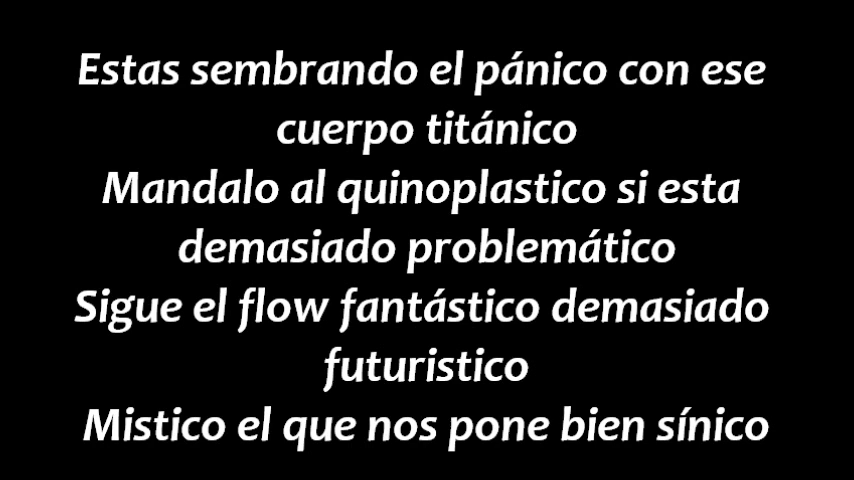 Estas sembrando el pánico con ese
cuerpo titánico
Mandalo al quinoplastico si esta
demasiado problemático
Sigue el flow fantástico demasiado
futuristico
Mistico el que nos pone bien sínico